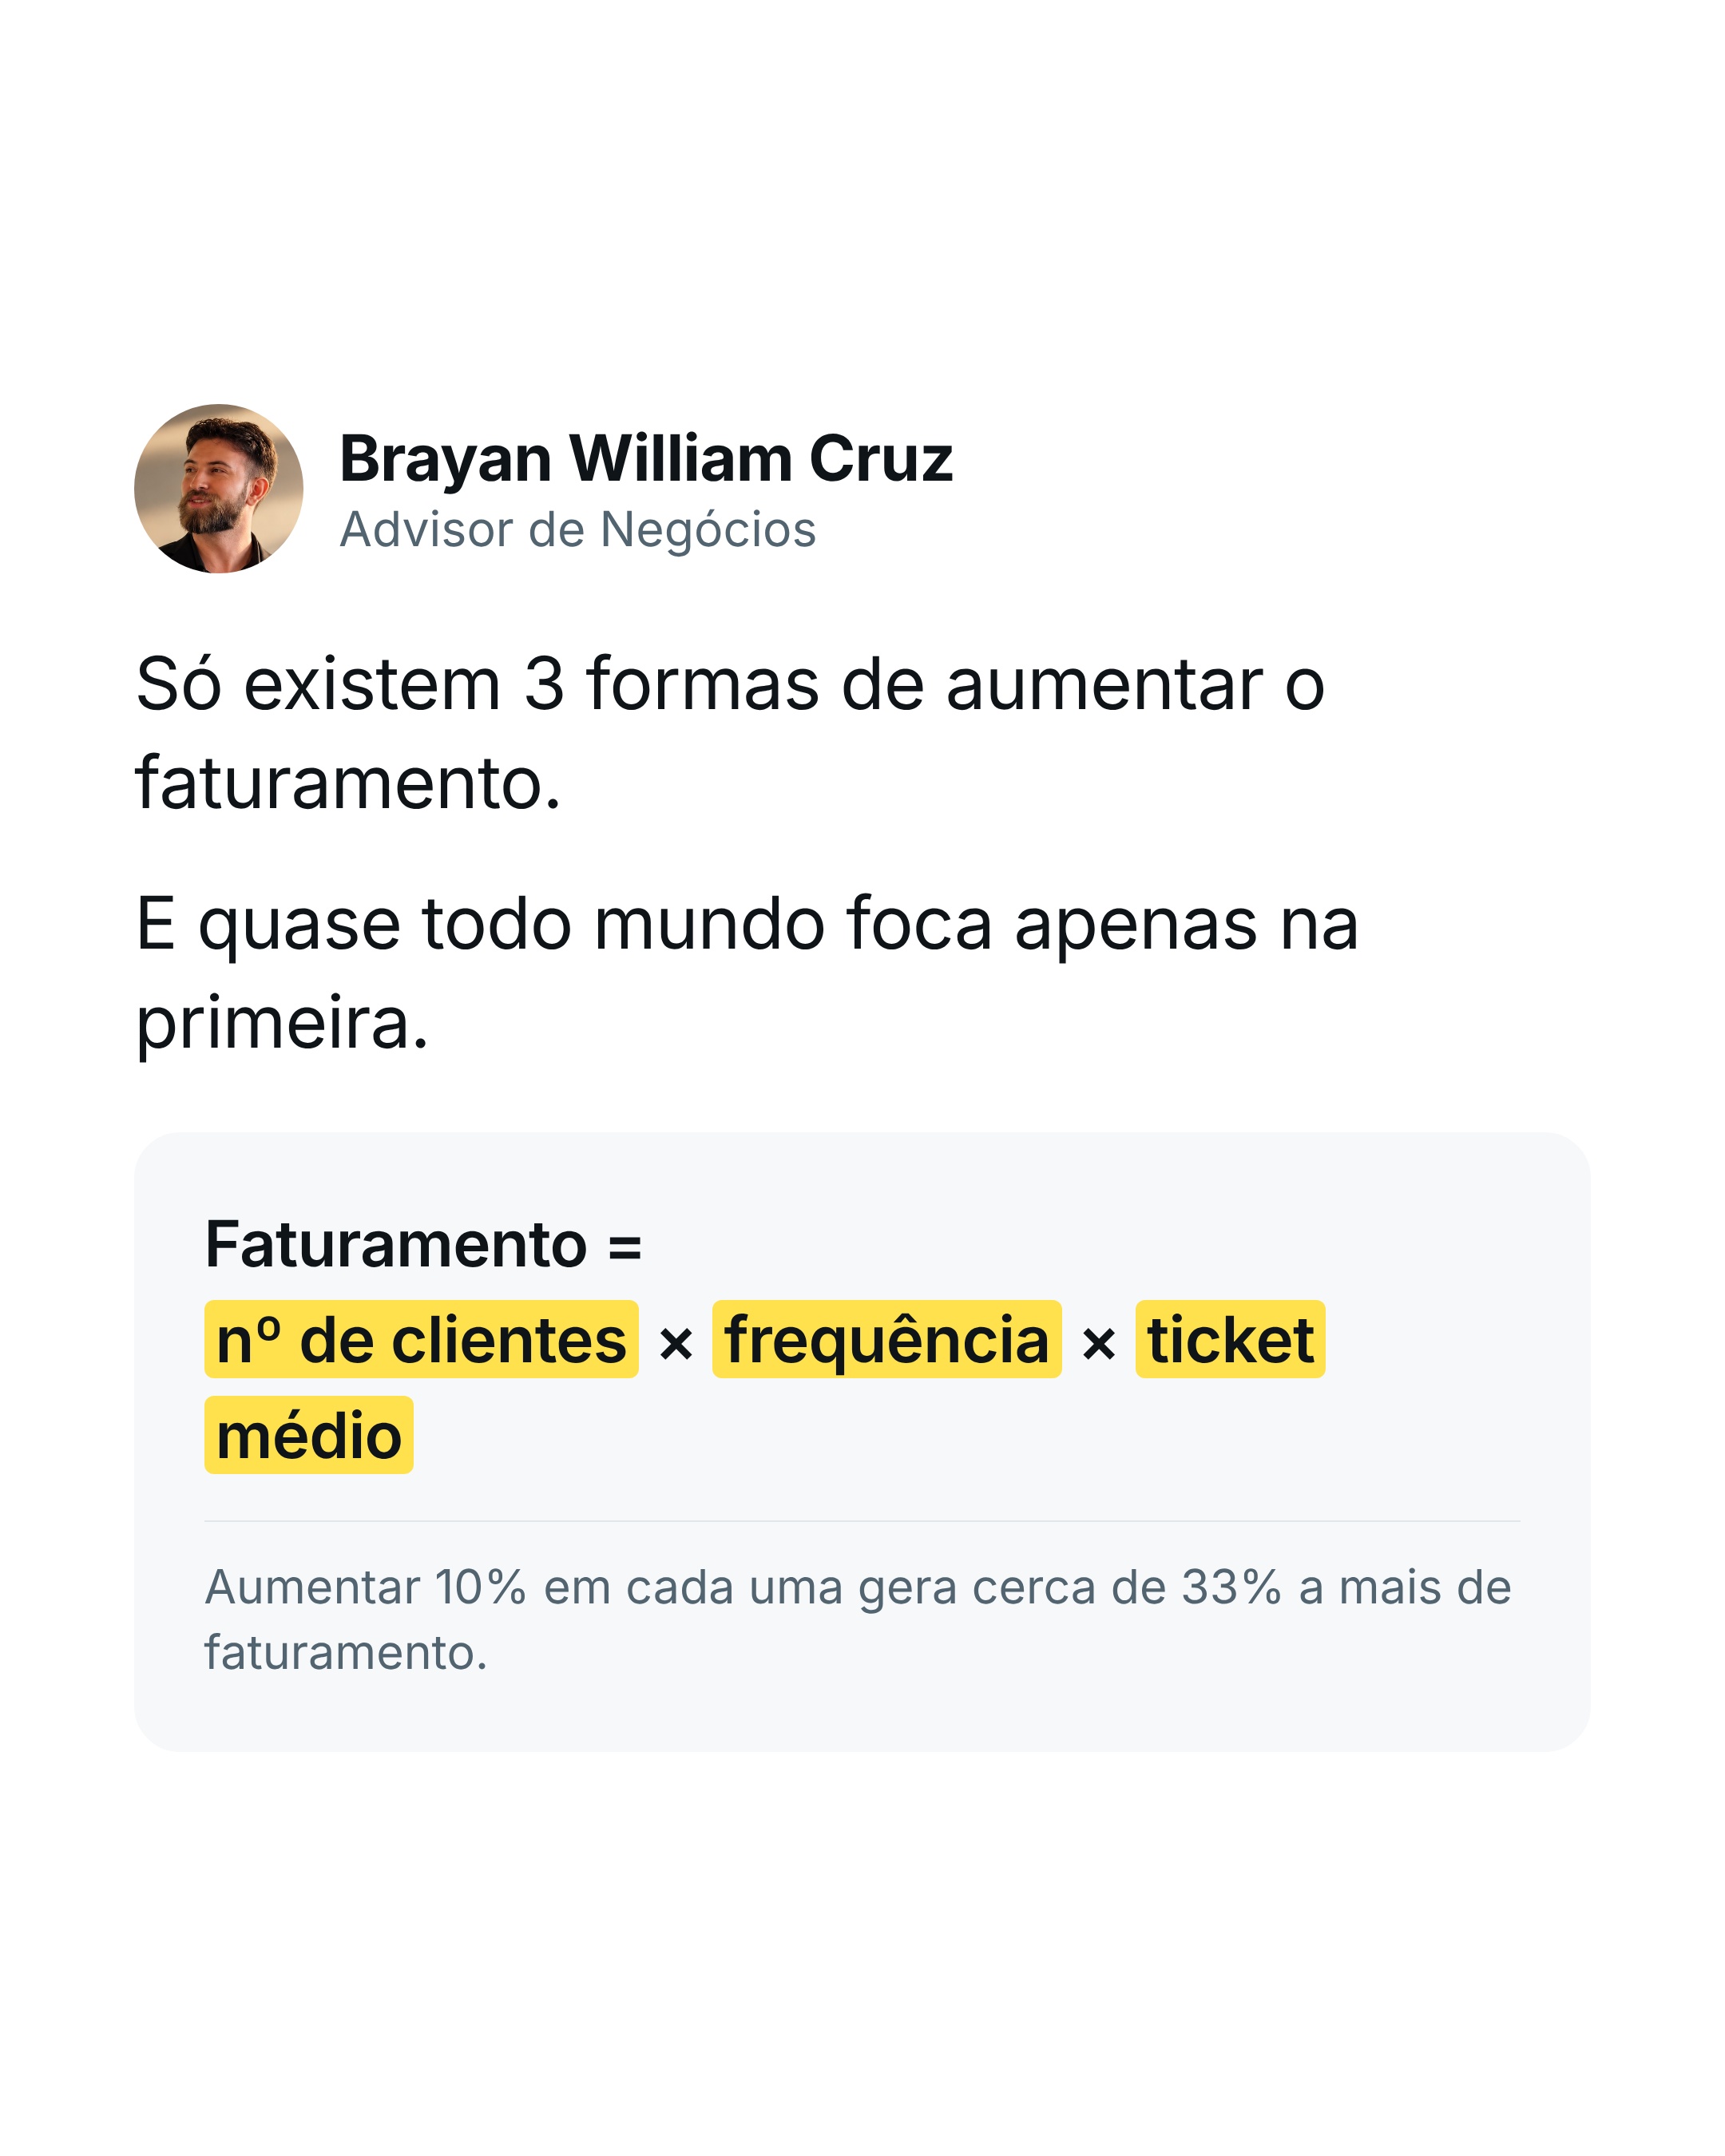 Brayan William Cruz
Advisor de Negócios
Só existem 3 formas de aumentar o
faturamento.
E quase todo mundo foca apenas na
primeira.
Faturamento =
nº de clientes × frequência × ticket
médio
Aumentar 10% em cada uma gera cerca de 33% a mais de
faturamento.